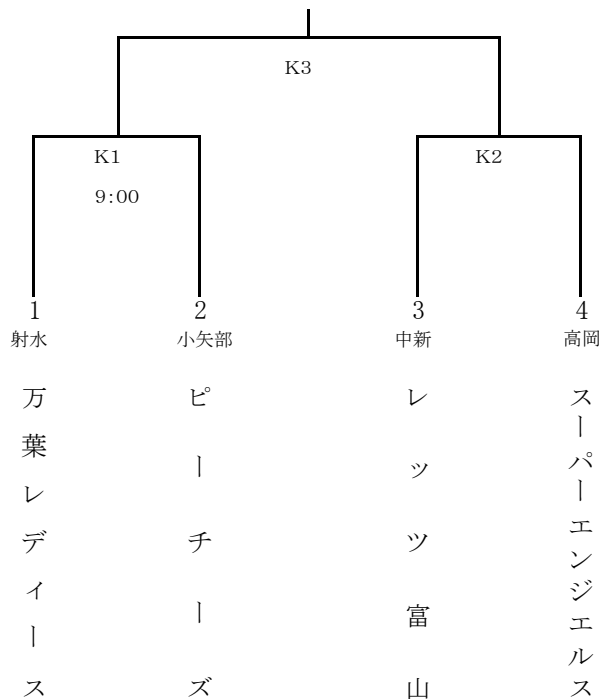 K3
K1
K2
9:00
1
2
3
4
射水
小矢部
中新
高岡
万葉レディース
ピーチーズ
レッツ富山
スーパーエンジエルス